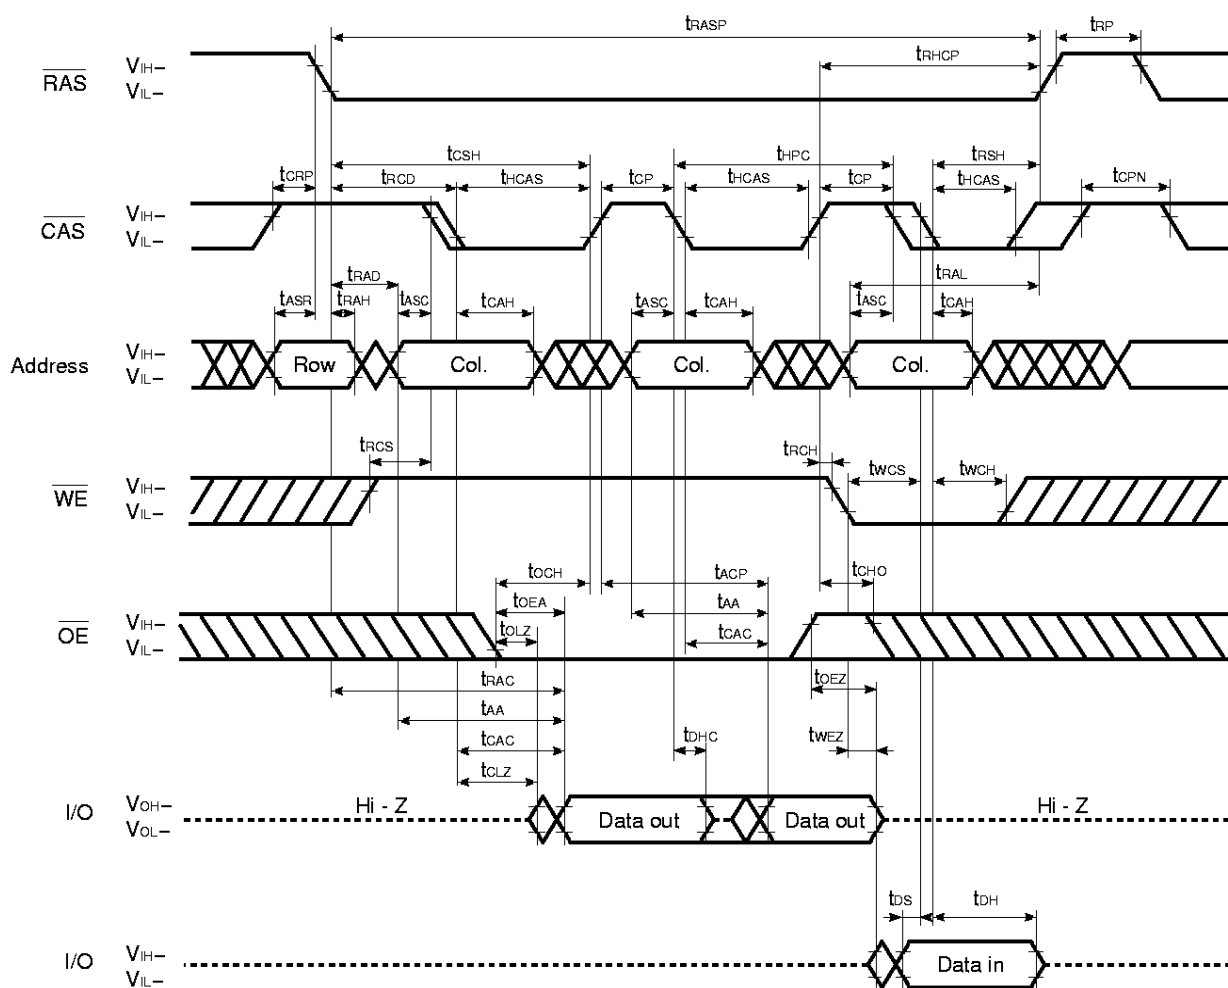 tRASP tRP
tRHCP
RAS VIH–
VIL–
tCSH tHPC tRSH
tCRP tRCD tHCAS tCP tHCAS tCP tHCAS tCPN
CAS VIH–
VIL–
tRAD tRAL
tASR tRAH tASC tCAH tASC tCAH tASC tCAH
Address VIH–
VIL–
Row Col. Col. Col.
tRCS tRCH tWCS tWCH
WE VIH–
VIL–
tOCH tACP tCHO
tOEA tAA
OE VIH–
VIL–
tOLZ tCAC
tRAC tOEZ
tAA
tCAC tDHC tWEZ
tCLZ
I/O VOH–
VOL–
Hi - Z Data out Data out Hi - Z
tDS tDH
I/O VIH–
VIL–
Data in